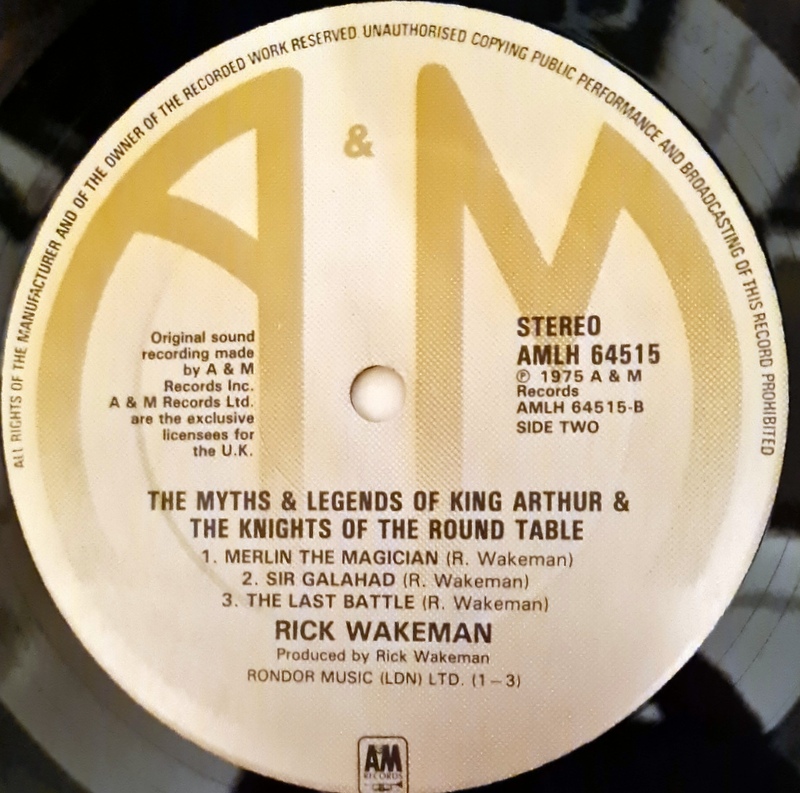 ALL RIGHTS OF THE MANUFACTURER AND OF THE OWNER OF THE RECORDED WORK RESERVED UNAUTHORISED COPYING PUBLIC PERFORMANCE AND BROADCASTING OF THIS RECORD PROHIBITED
A & M
Original sound
recording made
by A & M
Records Inc.
A & M Records Ltd.
are the exclusive
licensees for
the U.K.
STEREO
AMLH 64515
℗ 1975 A & M
Records
AMLH 64515-B
SIDE TWO
THE MYTHS & LEGENDS OF KING ARTHUR &
THE KNIGHTS OF THE ROUND TABLE
1. MERLIN THE MAGICIAN (R. Wakeman)
2. SIR GALAHAD (R. Wakeman)
3. THE LAST BATTLE (R. Wakeman)
RICK WAKEMAN
Produced by Rick Wakeman
RONDOR MUSIC (LDN) LTD. (1–3)
AM
RECORDS